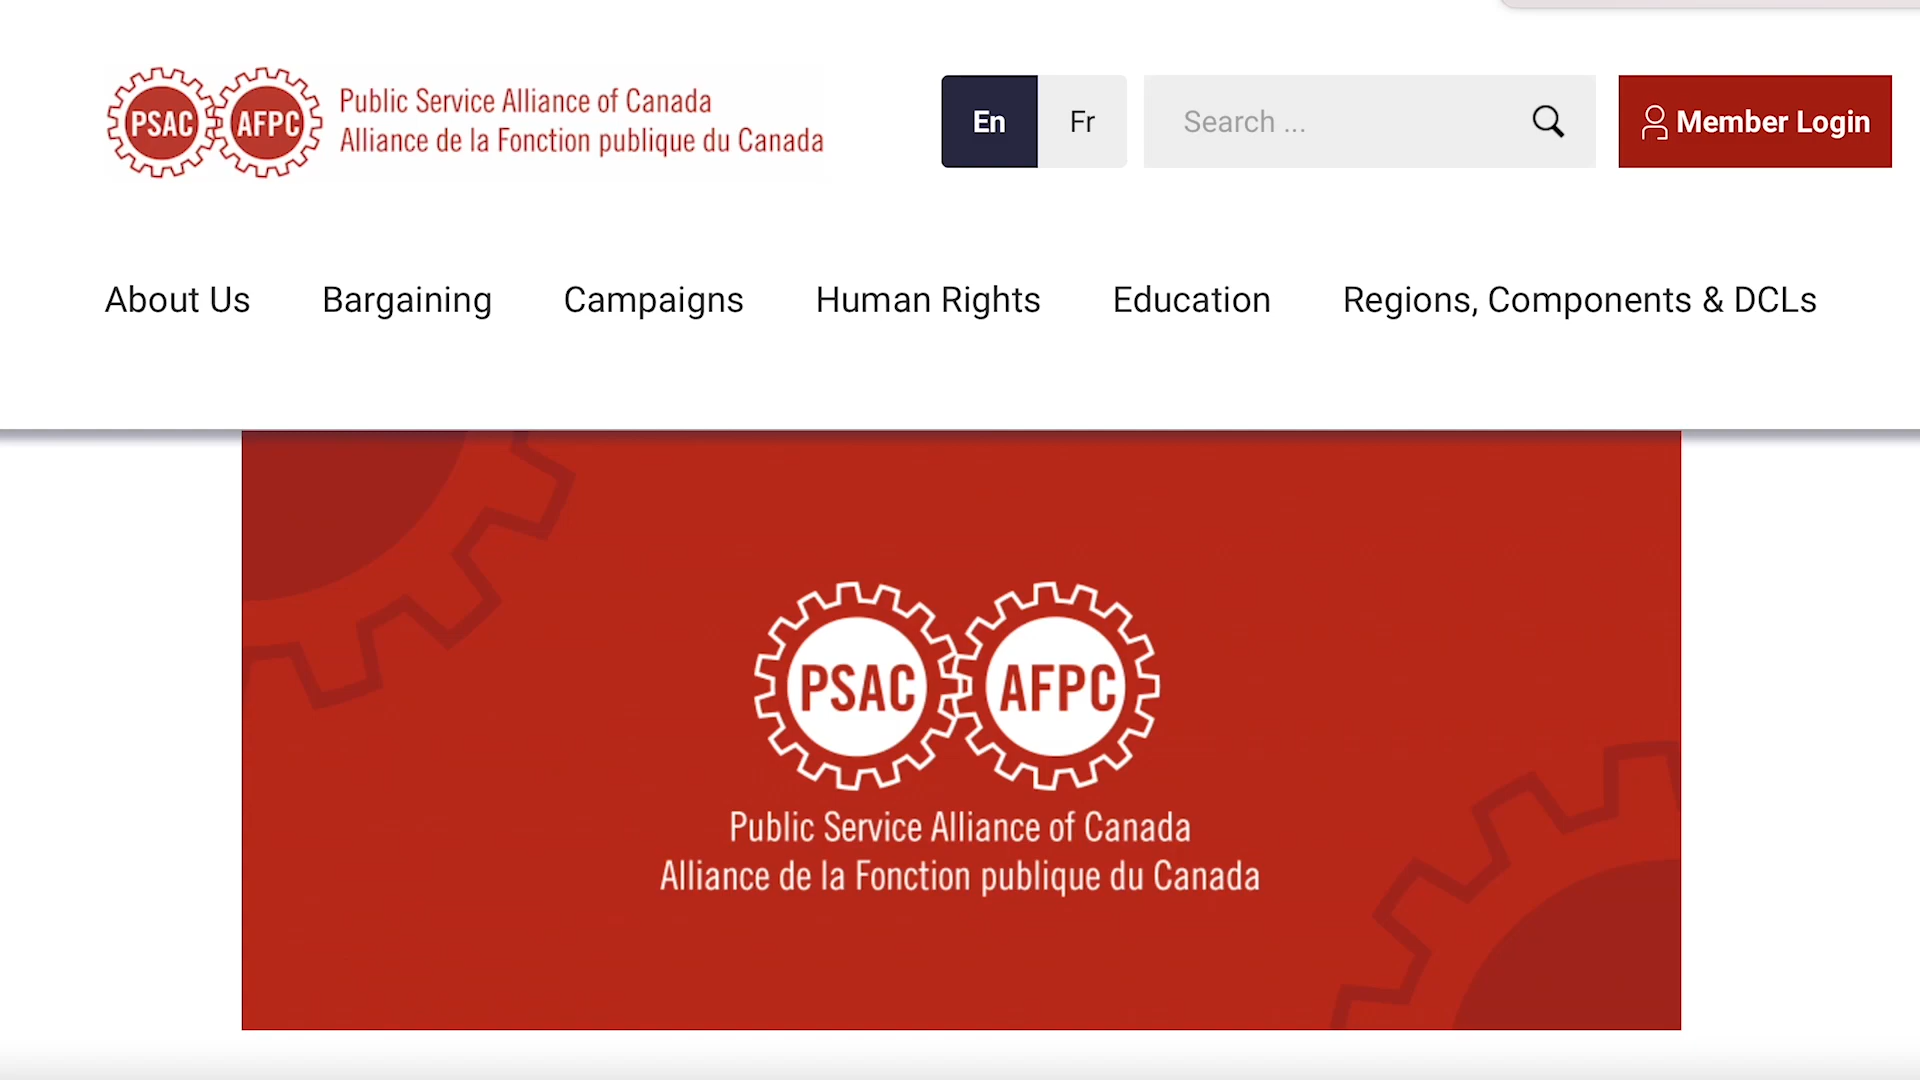 PSAC AFPC
Public Service Alliance of Canada
Alliance de la Fonction publique du Canada
En Fr
Search ...
Member Login
About Us Bargaining Campaigns Human Rights Education Regions, Components & DCLs
PSAC AFPC
Public Service Alliance of Canada
Alliance de la Fonction publique du Canada